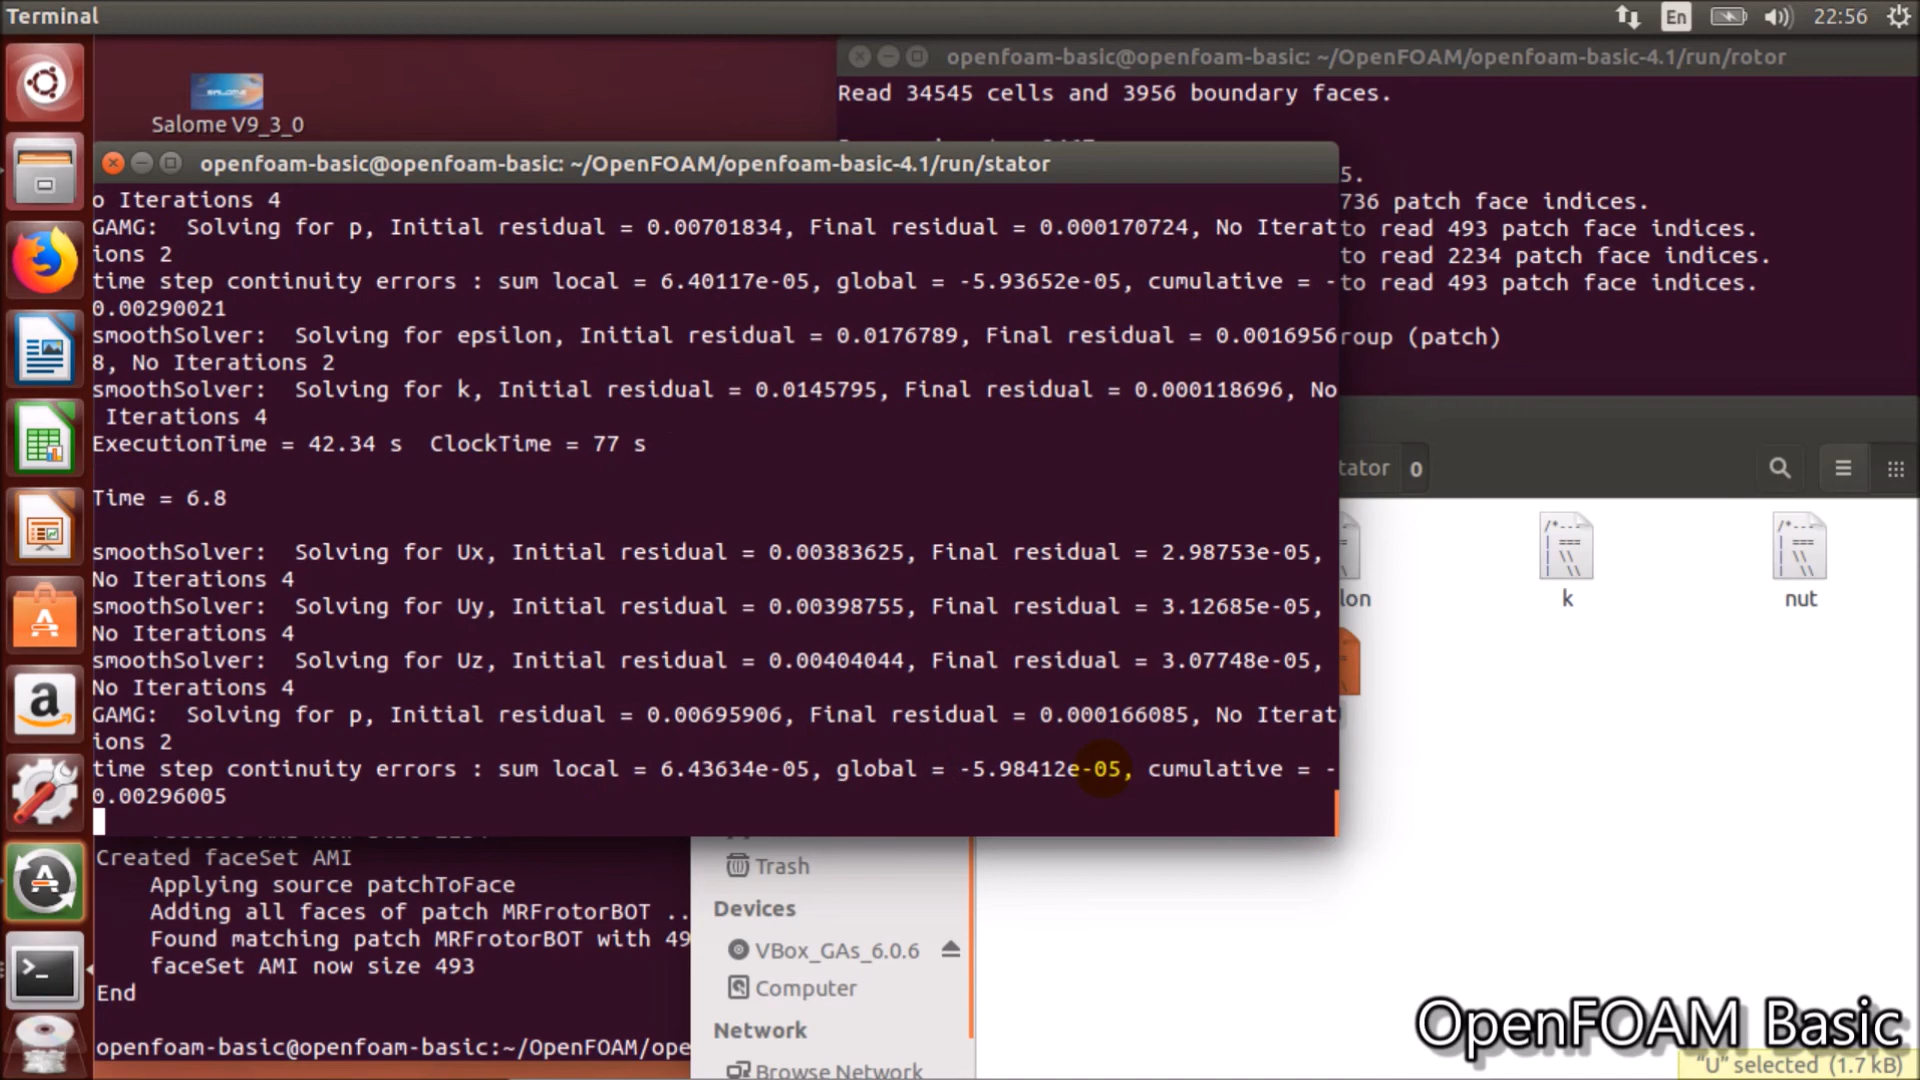 Terminal
En
22:56
Salome V9_3_0
openfoam-basic@openfoam-basic: ~/OpenFOAM/openfoam-basic-4.1/run/rotor
Read 34545 cells and 3956 boundary faces.
5.
736 patch face indices.
to read 493 patch face indices.
to read 2234 patch face indices.
to read 493 patch face indices.
roup (patch)
openfoam-basic@openfoam-basic: ~/OpenFOAM/openfoam-basic-4.1/run/stator
o Iterations 4
GAMG:  Solving for p, Initial residual = 0.00701834, Final residual = 0.000170724, No Iterat
ions 2
time step continuity errors : sum local = 6.40117e-05, global = -5.93652e-05, cumulative = -
0.00290021
smoothSolver:  Solving for epsilon, Initial residual = 0.0176789, Final residual = 0.0016956
8, No Iterations 2
smoothSolver:  Solving for k, Initial residual = 0.0145795, Final residual = 0.000118696, No
 Iterations 4
ExecutionTime = 42.34 s  ClockTime = 77 s
Time = 6.8
smoothSolver:  Solving for Ux, Initial residual = 0.00383625, Final residual = 2.98753e-05,
No Iterations 4
smoothSolver:  Solving for Uy, Initial residual = 0.00398755, Final residual = 3.12685e-05,
No Iterations 4
smoothSolver:  Solving for Uz, Initial residual = 0.00404044, Final residual = 3.07748e-05,
No Iterations 4
GAMG:  Solving for p, Initial residual = 0.00695906, Final residual = 0.000166085, No Iterat
ions 2
time step continuity errors : sum local = 6.43634e-05, global = -5.98412e-05, cumulative = -
0.00296005
tator 0
lon
k
nut
Created faceSet AMI
Applying source patchToFace
Adding all faces of patch MRFrotorBOT ..
Found matching patch MRFrotorBOT with 49
faceSet AMI now size 493
End
openfoam-basic@openfoam-basic:~/OpenFOAM/ope
Trash
Devices
VBox_GAs_6.0.6
Computer
Network
Browse Network
OpenFOAM Basic
"U" selected (1.7 kB)